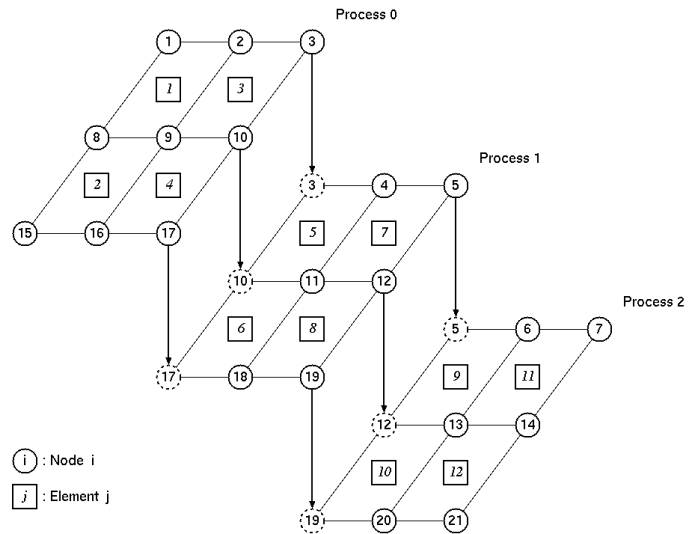 Process 0
1 2 3
1 3
8 9 10
2 4
Process 1
3 4 5
15 16 17
5 7
10 11 12
Process 2
6 8
5 6 7
17 18 19
9 11
12 13 14
i : Node i
10 12
j : Element j
19 20 21